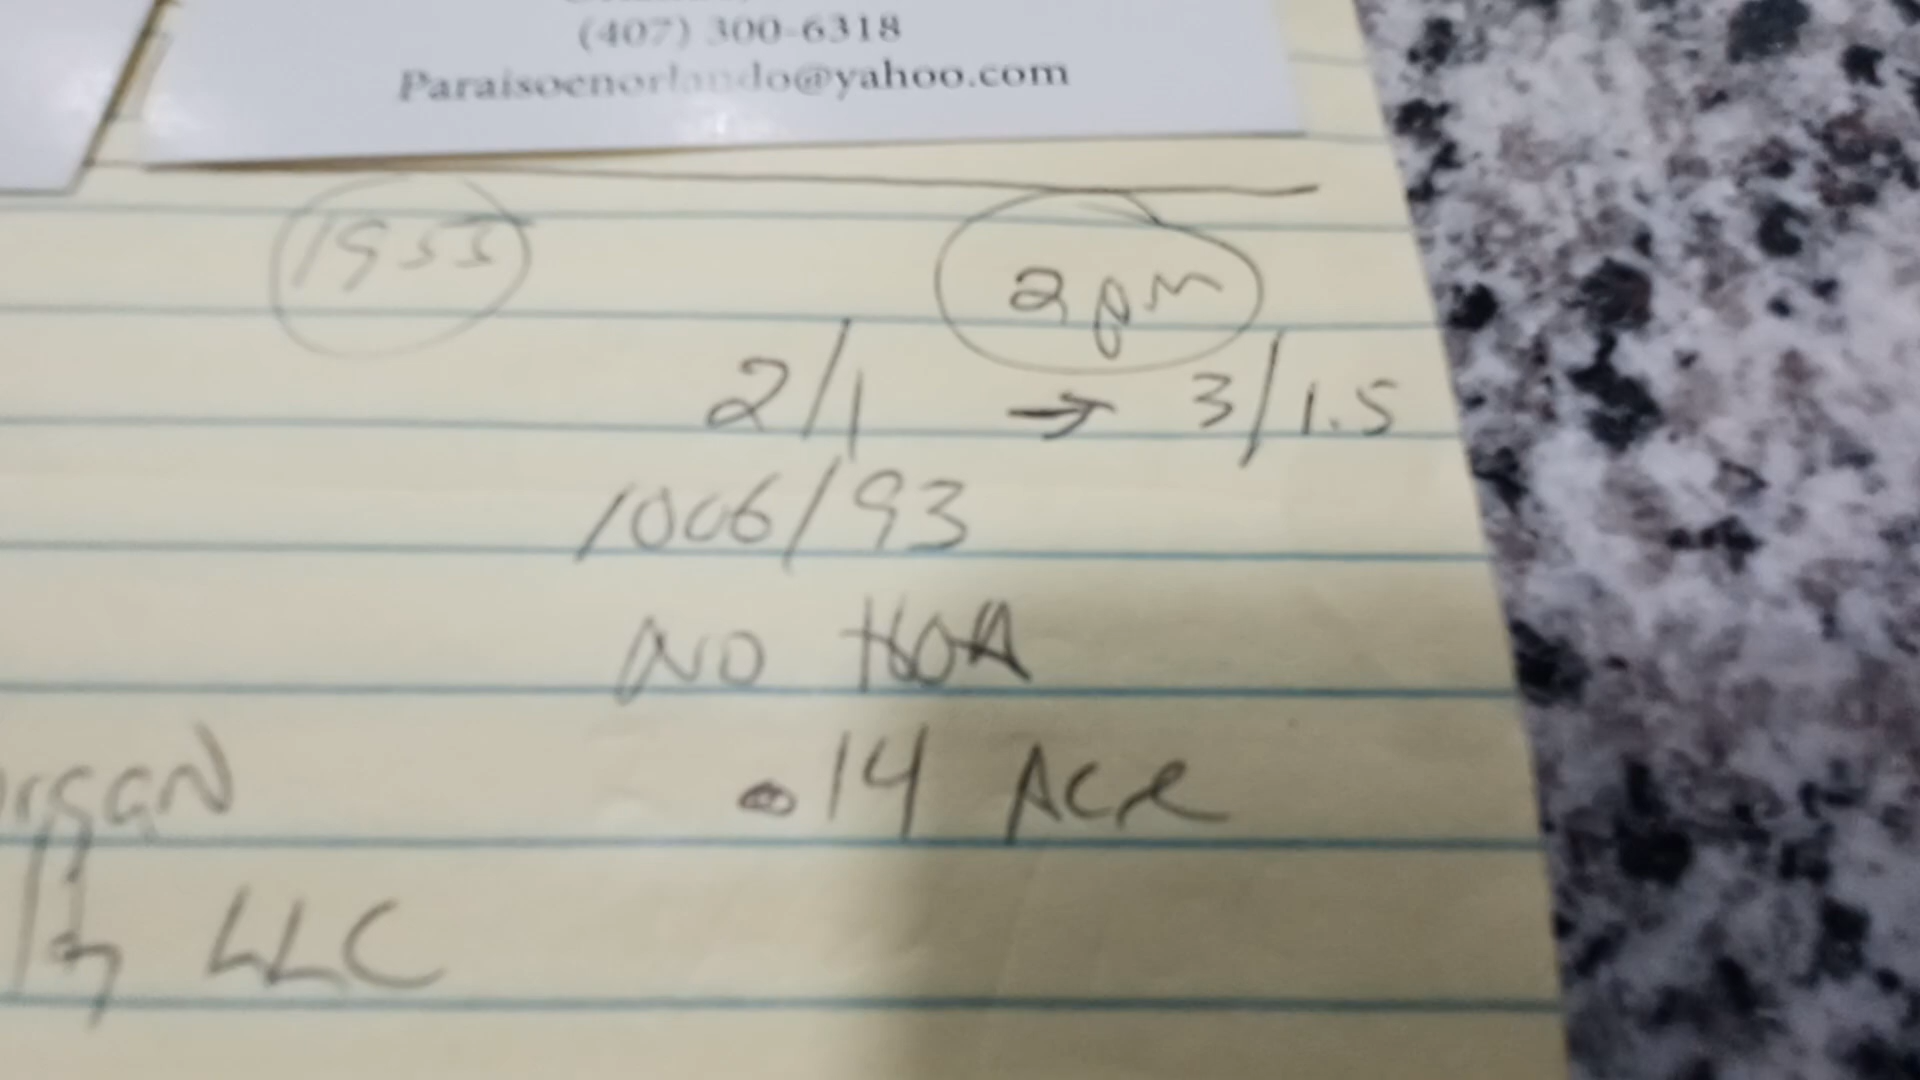 (407) 300-6318
Paraisoenorlando@yahoo.com
1955 2pm
2/1 → 3/1.5
1006/93
NO HOA
.14 ACR
LLC